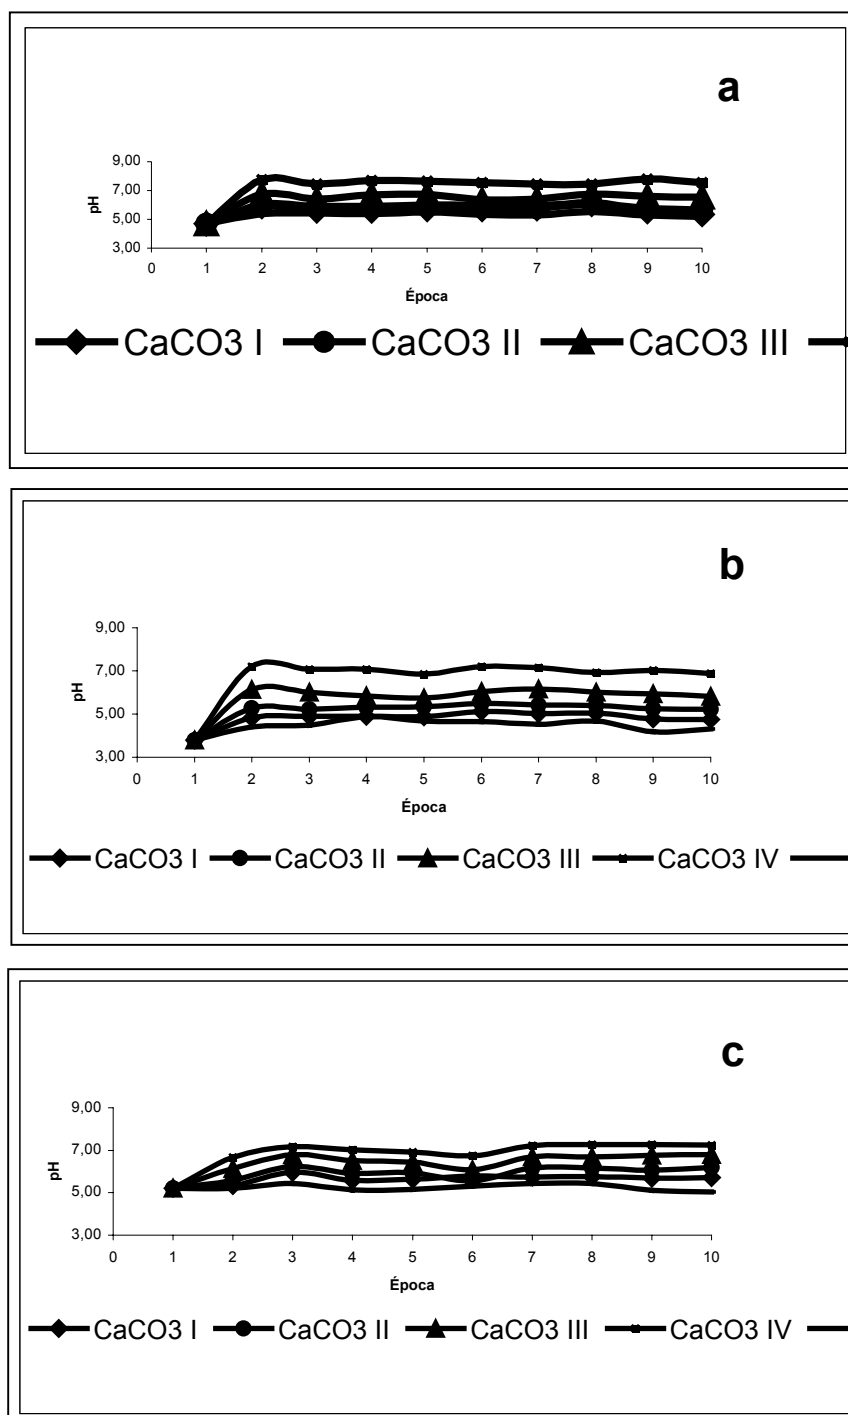 a
9,00
7,00
5,00
3,00
pH
0 1 2 3 4 5 6 7 8 9 10
Época
CaCO3 I CaCO3 II CaCO3 III
b
9,00
7,00
5,00
3,00
pH
0 1 2 3 4 5 6 7 8 9 10
Época
CaCO3 I CaCO3 II CaCO3 III CaCO3 IV
c
9,00
7,00
5,00
3,00
pH
0 1 2 3 4 5 6 7 8 9 10
Época
CaCO3 I CaCO3 II CaCO3 III CaCO3 IV